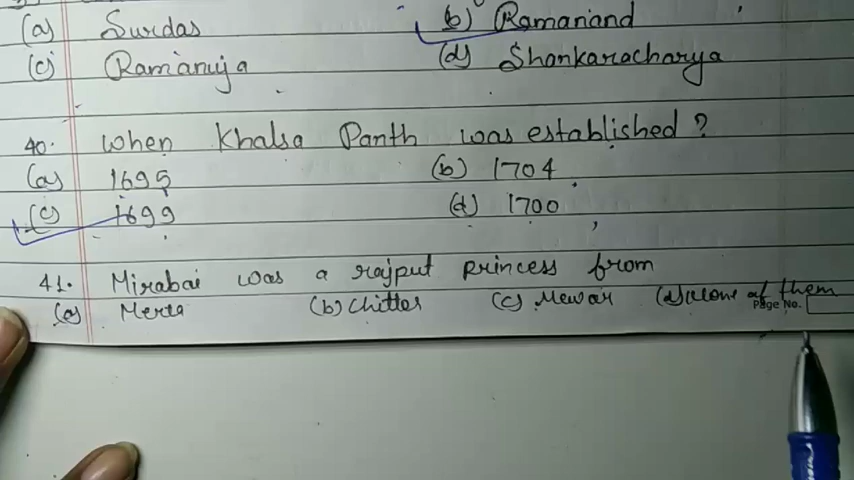 (a) Surdas (b) Ramanand
(c) Ramanuja (d) Shankaracharya
40. When Khalsa Panth was established ?
(a) 1695 (b) 1704
(c) 1699 (d) 1700
41. Mirabai was a rajput princess from
(a) Merta (b) Chittor (c) Mewar (d) None of them
Page No.